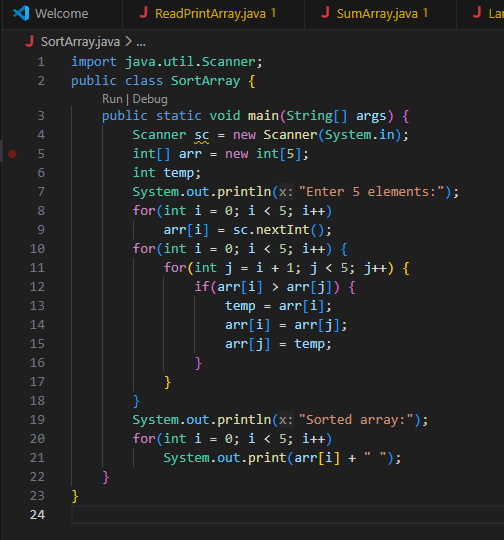 Welcome ReadPrintArray.java 1 SumArray.java 1 Lar
SortArray.java > ...
1 import java.util.Scanner;
2 public class SortArray {
Run | Debug
3     public static void main(String[] args) {
4         Scanner sc = new Scanner(System.in);
5         int[] arr = new int[5];
6         int temp;
7         System.out.println(x:"Enter 5 elements:");
8         for(int i = 0; i < 5; i++)
9             arr[i] = sc.nextInt();
10         for(int i = 0; i < 5; i++) {
11             for(int j = i + 1; j < 5; j++) {
12                 if(arr[i] > arr[j]) {
13                     temp = arr[i];
14                     arr[i] = arr[j];
15                     arr[j] = temp;
16                 }
17             }
18         }
19         System.out.println(x:"Sorted array:");
20         for(int i = 0; i < 5; i++)
21             System.out.print(arr[i] + " ");
22     }
23 }
24